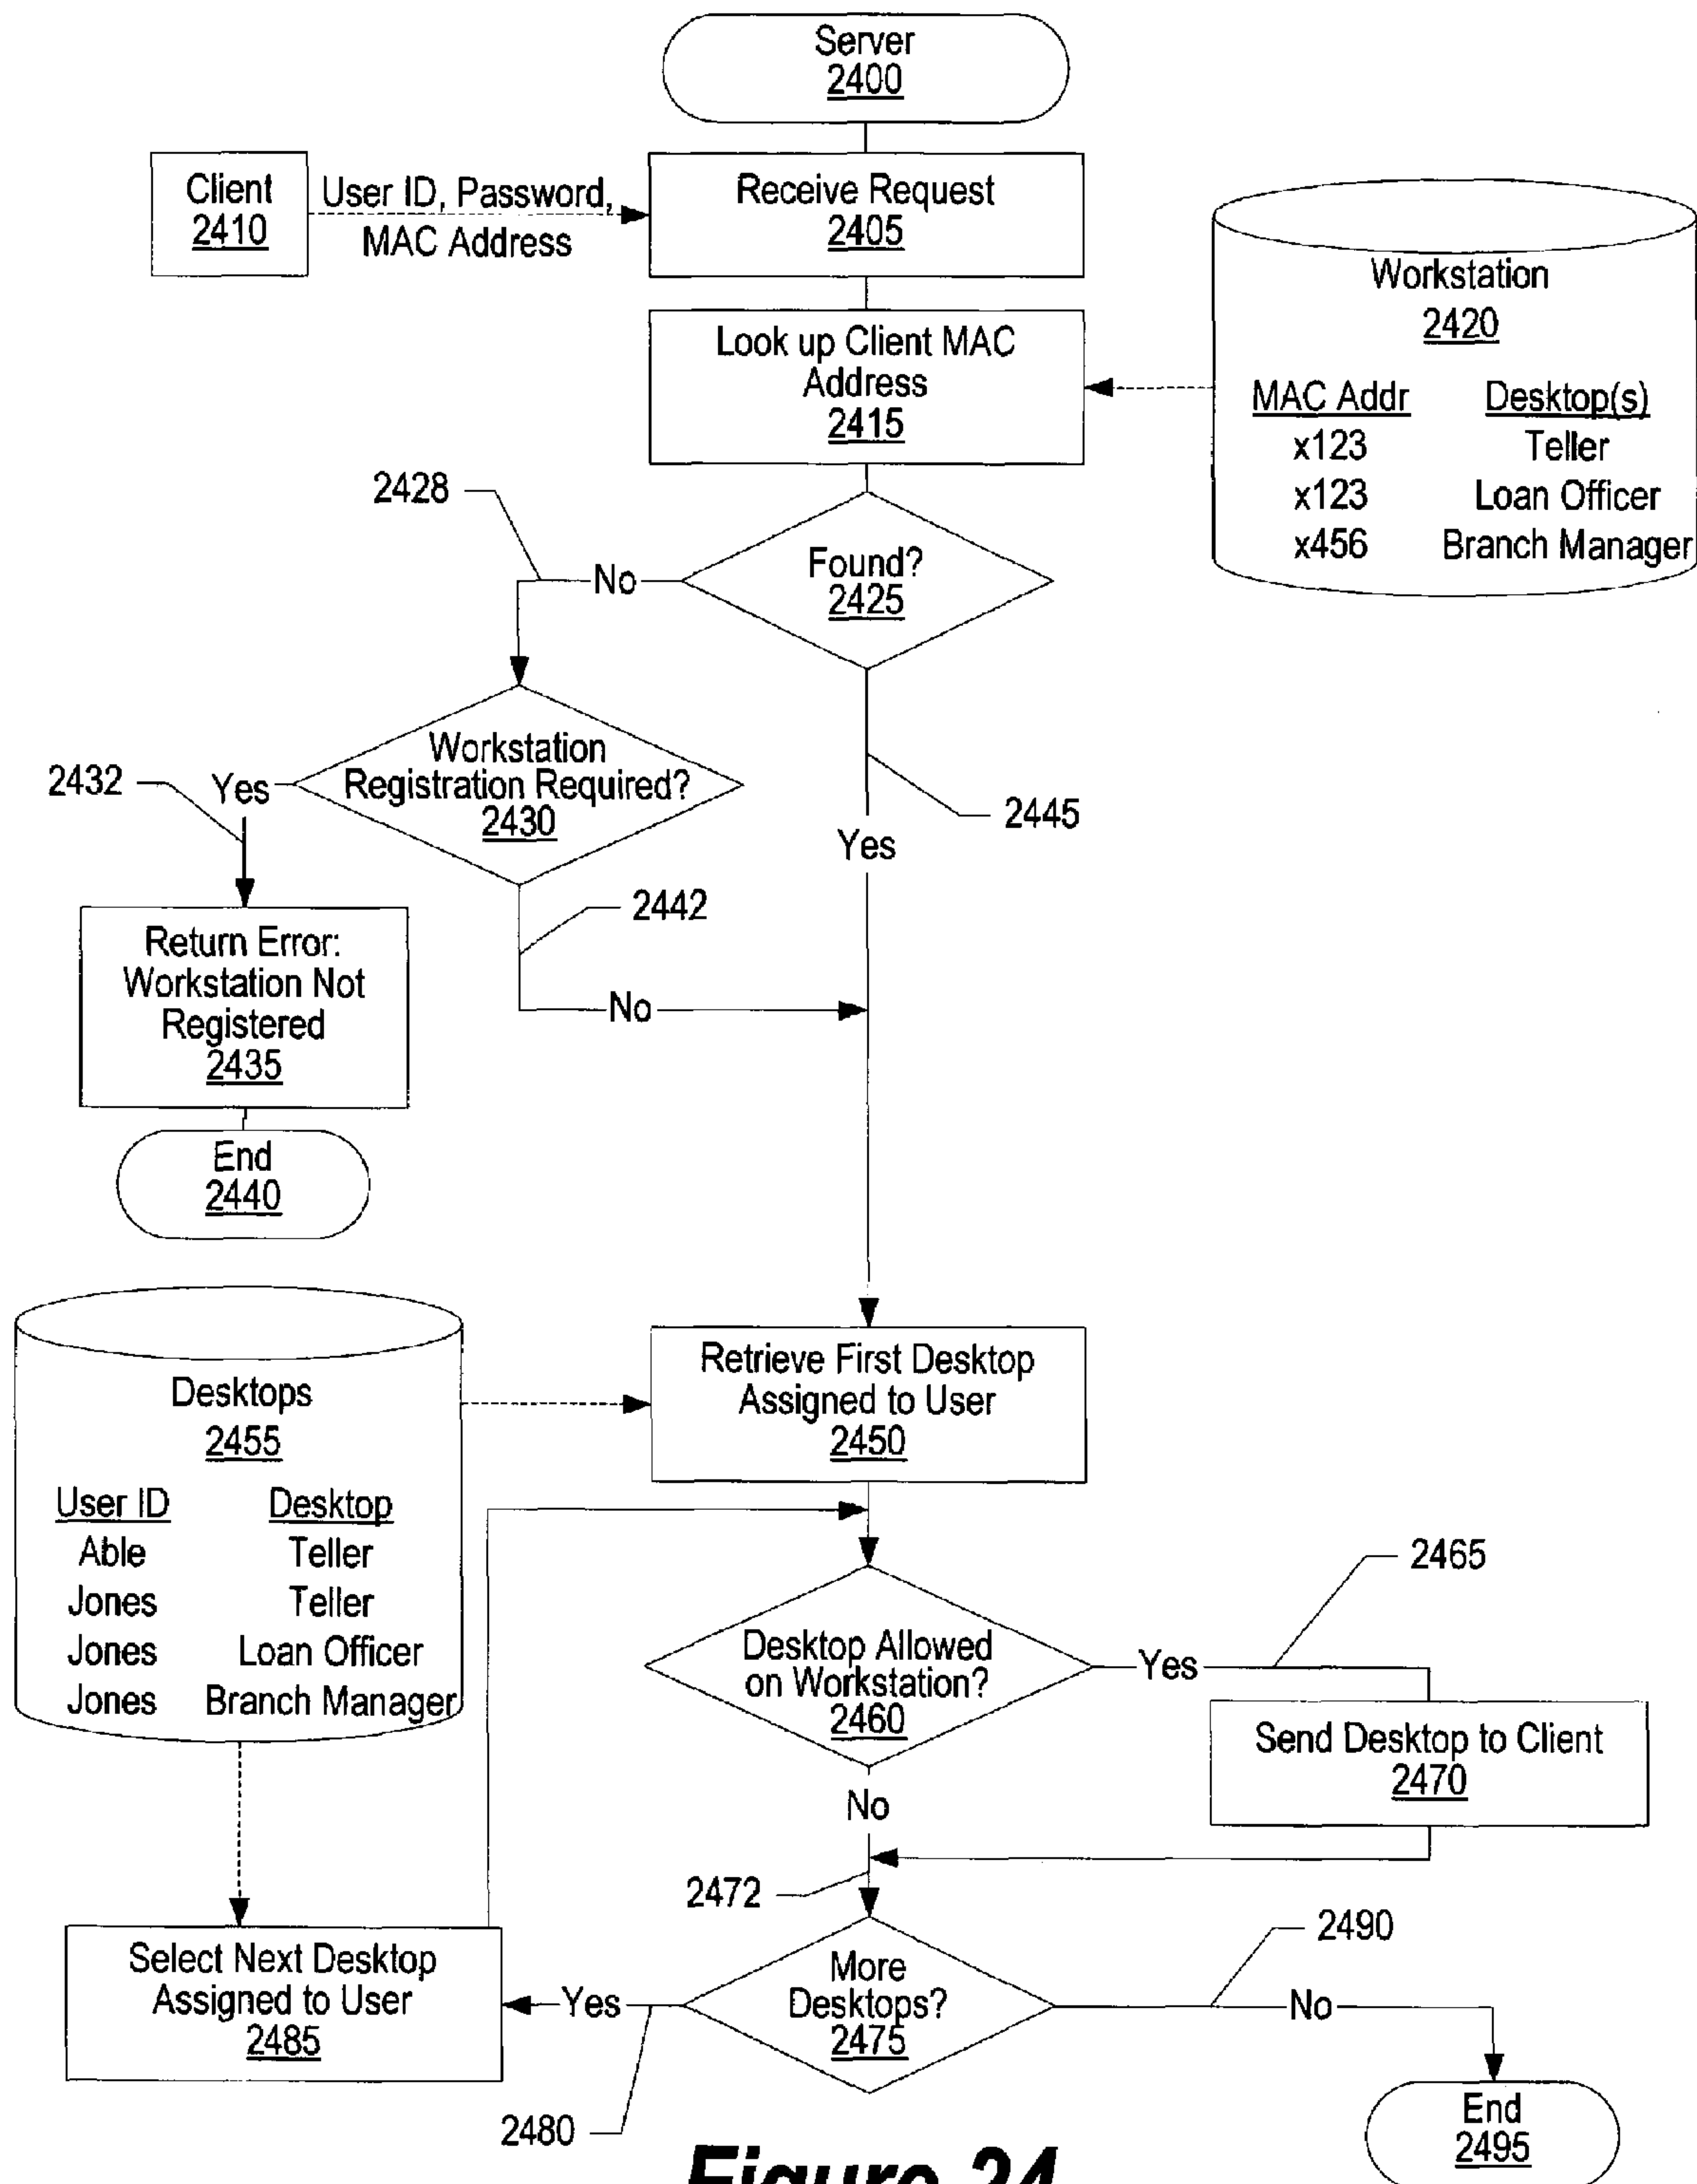 Server
2400
Client
2410
User ID, Password,
MAC Address
Receive Request
2405
Look up Client MAC
Address
2415
Workstation
2420
MAC Addr Desktop(s)
x123 Teller
x123 Loan Officer
x456 Branch Manager
2428
No
Found?
2425
2432
Yes
Workstation
Registration Required?
2430
2445
Yes
2442
No
Return Error:
Workstation Not
Registered
2435
End
2440
Desktops
2455
User ID Desktop
Able Teller
Jones Teller
Jones Loan Officer
Jones Branch Manager
Retrieve First Desktop
Assigned to User
2450
2465
Desktop Allowed
on Workstation?
2460
Yes
Send Desktop to Client
2470
No
2472
2490
Select Next Desktop
Assigned to User
2485
Yes
More
Desktops?
2475
No
2480
End
2495
Figure 24